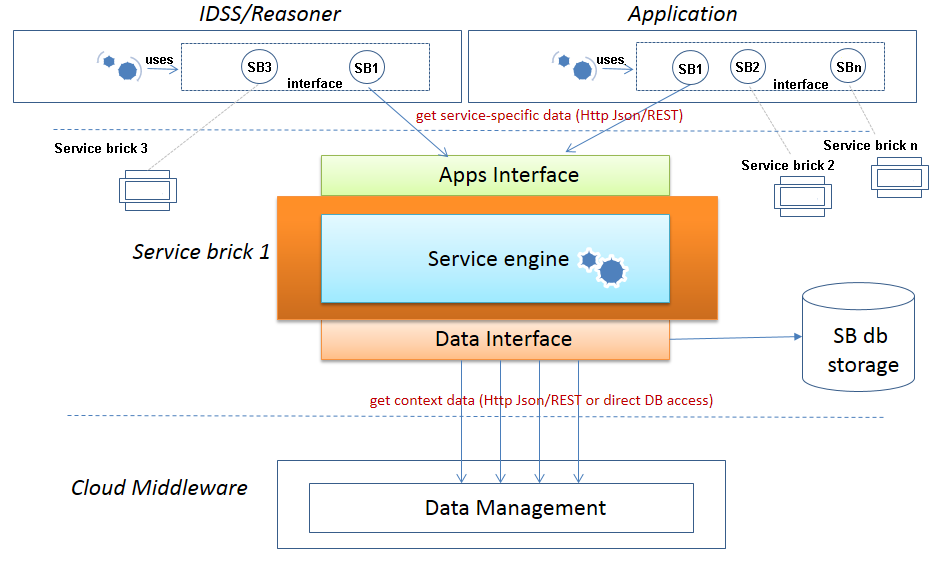 IDSS/Reasoner
Application
uses
SB3
SB1
interface
uses
SB1
SB2
SBn
interface
get service-specific data (Http Json/REST)
Service brick 3
Service brick 2
Service brick n
Apps Interface
Service brick 1
Service engine
Data Interface
SB db
storage
get context data (Http Json/REST or direct DB access)
Cloud Middleware
Data Management